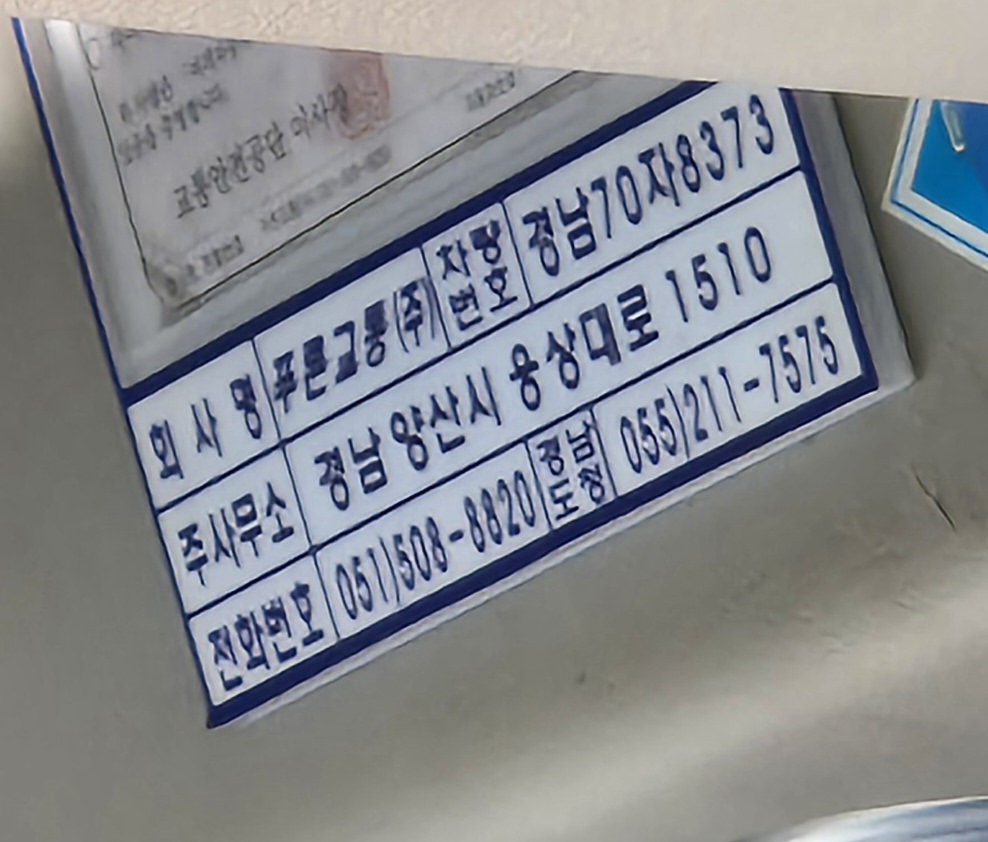 교통안전공단 이사장
회 사 명 푸른교통(주) 차량번호 경남70자8373
주사무소 경남 양산시 웅상대로 1510
전화번호 051)508-8820 경남도청 055)211-7575